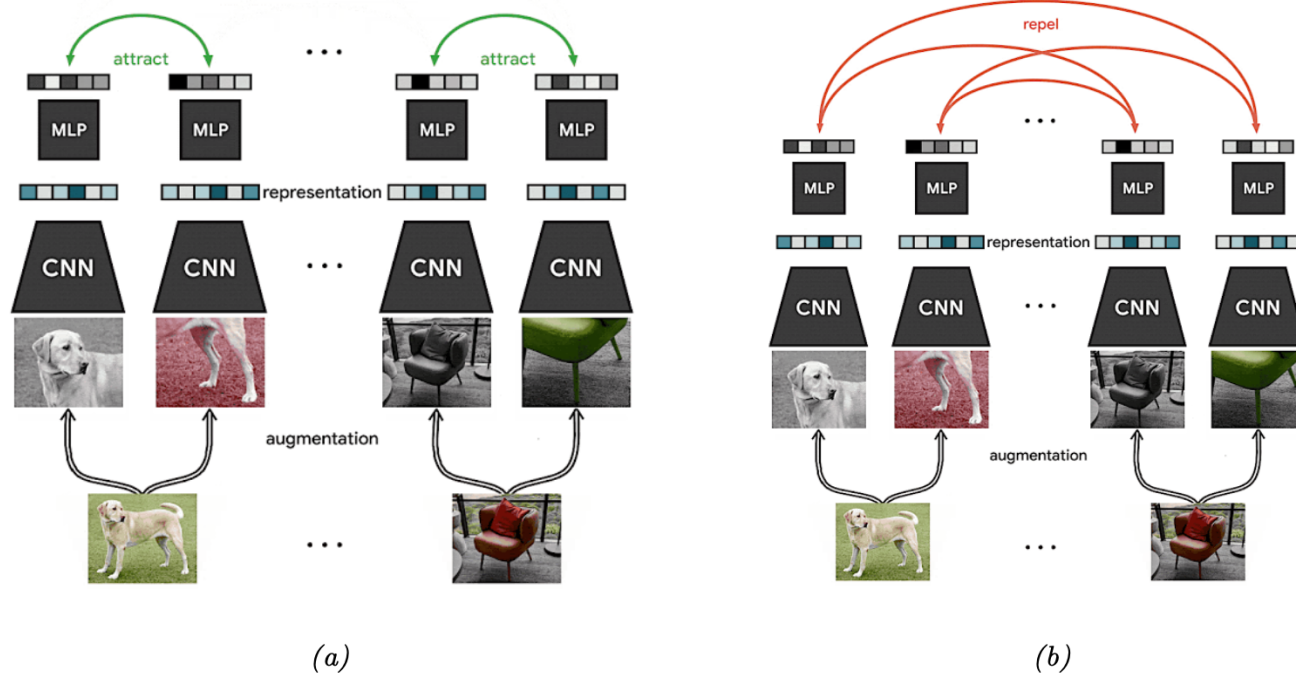 attract
...
attract
MLP
MLP
MLP
MLP
representation
CNN
CNN
...
CNN
CNN
augmentation
...
(a)
repel
...
MLP
MLP
MLP
MLP
representation
CNN
CNN
...
CNN
CNN
augmentation
...
(b)